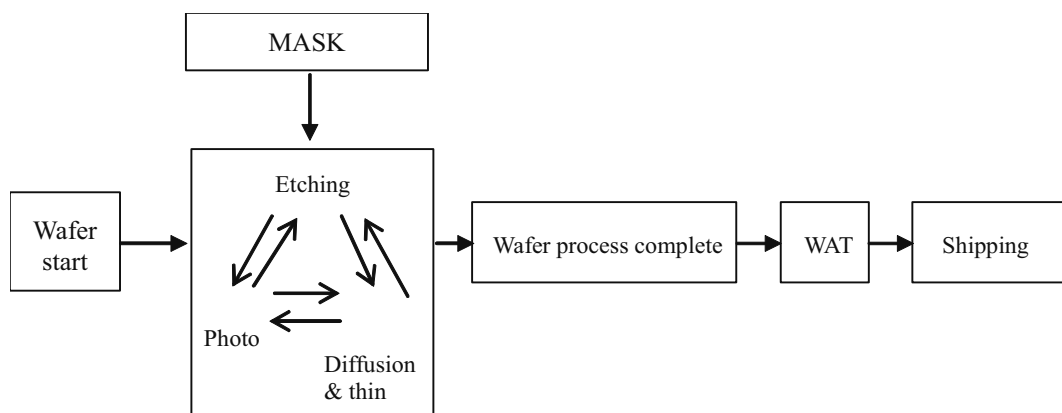 MASK
Etching
Wafer
start
Wafer process complete
WAT
Shipping
Photo
Diffusion
& thin